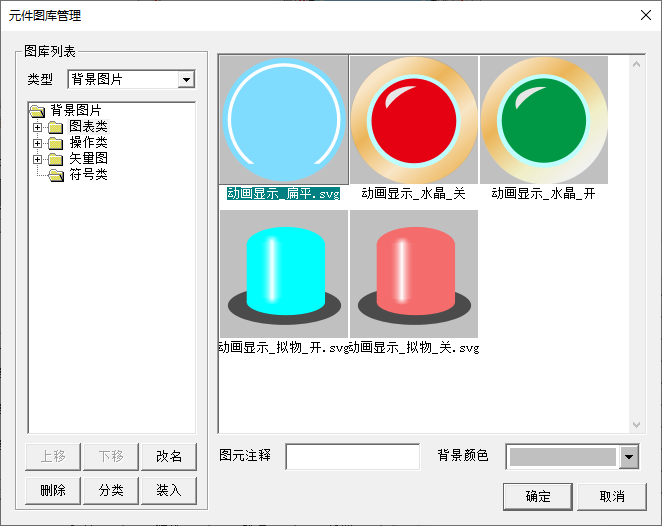 元件图库管理
图库列表
类型
背景图片
背景图片
图表类
操作类
矢量图
符号类
上移
下移
改名
删除
分类
装入
动画显示_扁平.svg
动画显示_水晶_关
动画显示_水晶_开
动画显示_拟物_开.svg
动画显示_拟物_关.svg
图元注释
背景颜色
确定
取消